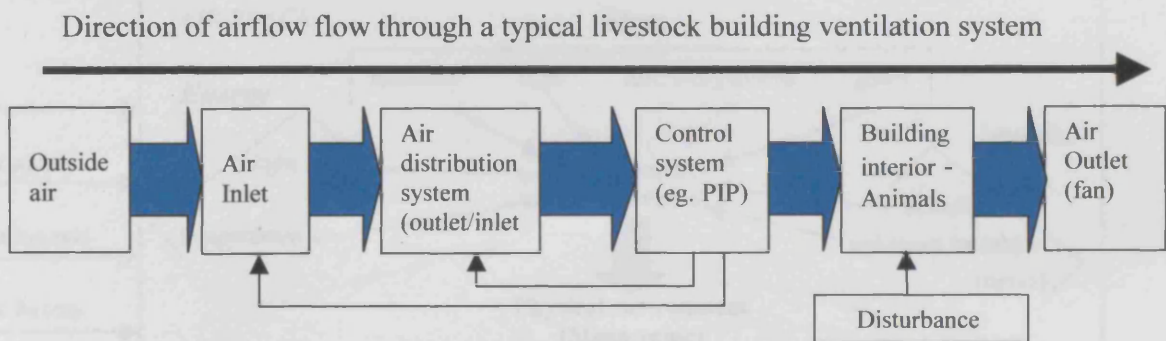 Direction of airflow flow through a typical livestock building ventilation system
Outside
air
Air
Inlet
Air
distribution
system
(outlet/inlet
Control
system
(eg. PIP)
Building
interior -
Animals
Air
Outlet
(fan)
Disturbance